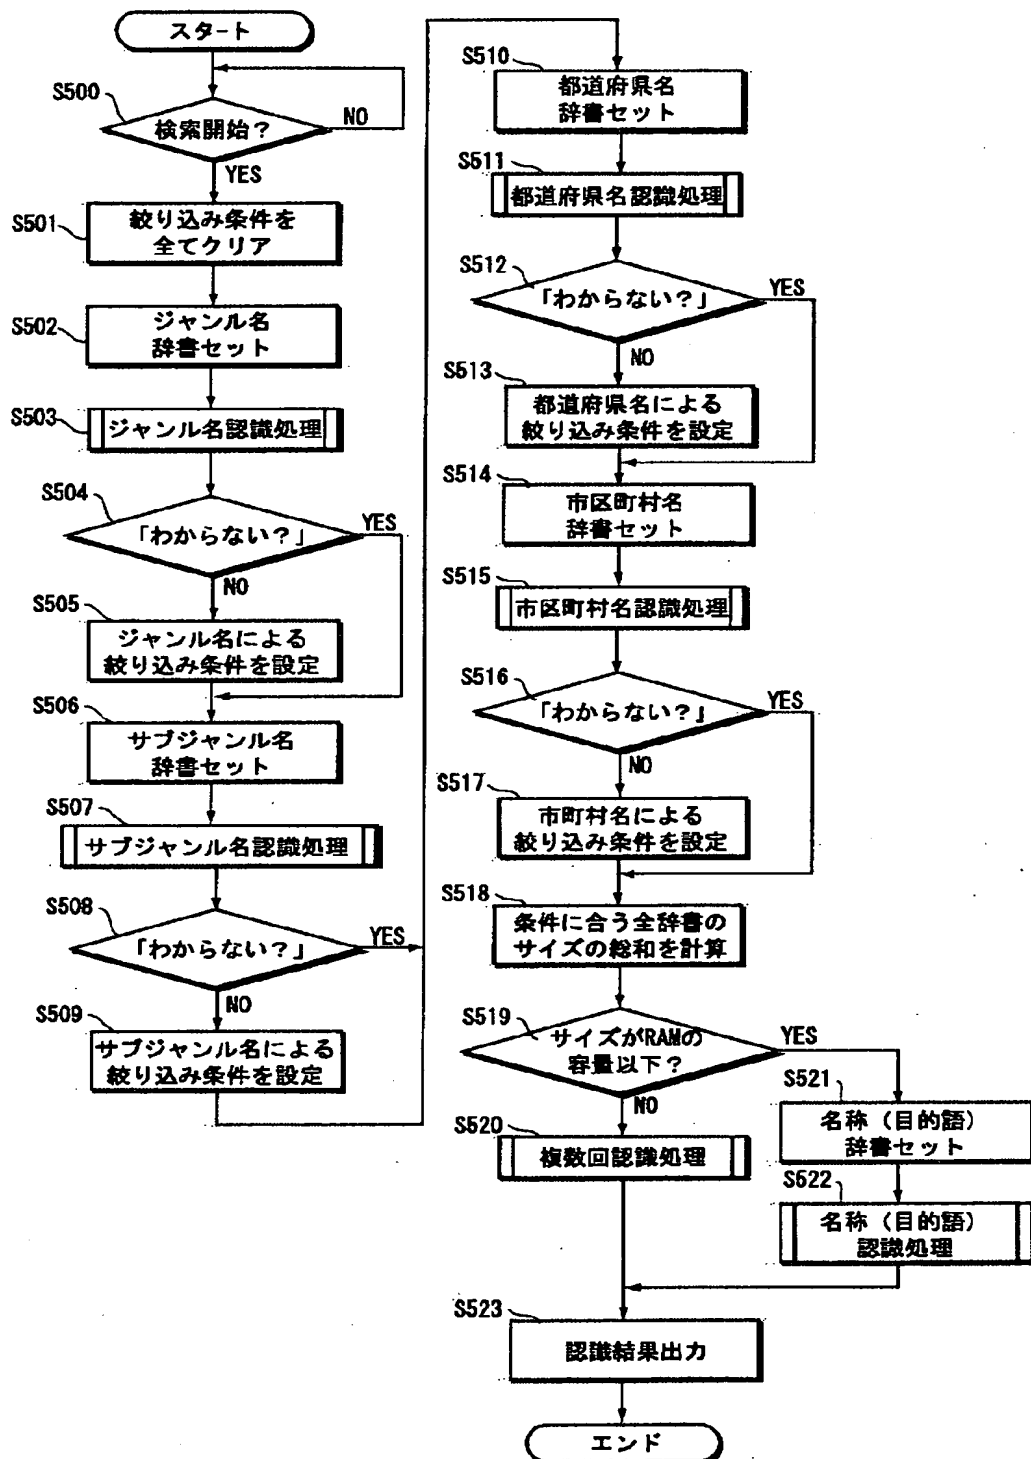 スタート
S500
検索開始？
NO
YES
S501
絞り込み条件を
全てクリア
S502
ジャンル名
辞書セット
S503
ジャンル名認識処理
S504
「わからない？」
YES
NO
S505
ジャンル名による
絞り込み条件を設定
S506
サブジャンル名
辞書セット
S507
サブジャンル名認識処理
S508
「わからない？」
YES
NO
S509
サブジャンル名による
絞り込み条件を設定
S510
都道府県名
辞書セット
S511
都道府県名認識処理
S512
「わからない？」
YES
NO
S513
都道府県名による
絞り込み条件を設定
S514
市区町村名
辞書セット
S515
市区町村名認識処理
S516
「わからない？」
YES
NO
S517
市町村名による
絞り込み条件を設定
S518
条件に合う全辞書の
サイズの総和を計算
S519
サイズがRAMの
容量以下？
YES
NO
S520
複数回認識処理
S521
名称（目的語）
辞書セット
S522
名称（目的語）
認識処理
S523
認識結果出力
エンド